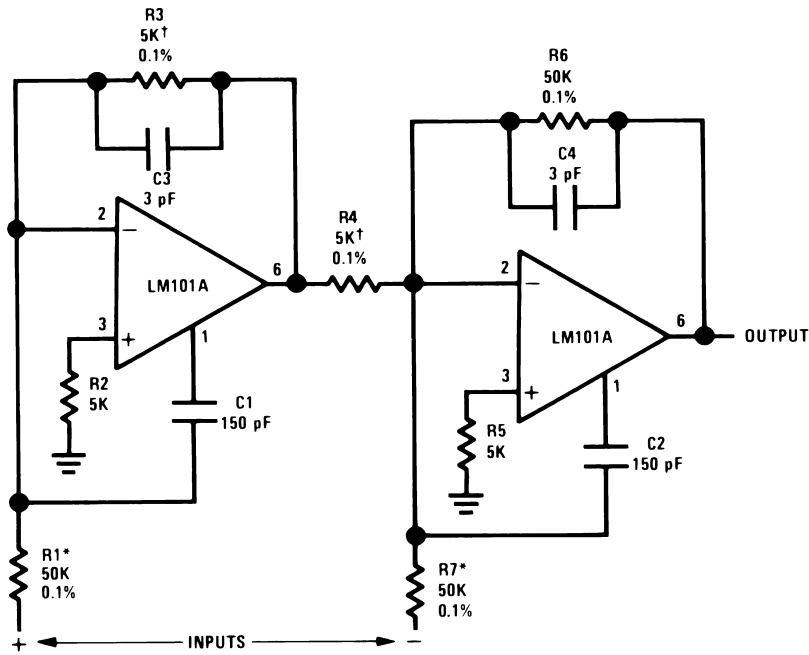 R3
5K†
0.1%
C3
3 pF
2
−
LM101A
6
3
+
1
R2
5K
C1
150 pF
R1*
50K
0.1%
+
INPUTS
−
R4
5K†
0.1%
R6
50K
0.1%
C4
3 pF
2
−
LM101A
6
OUTPUT
3
+
1
R5
5K
C2
150 pF
R7*
50K
0.1%